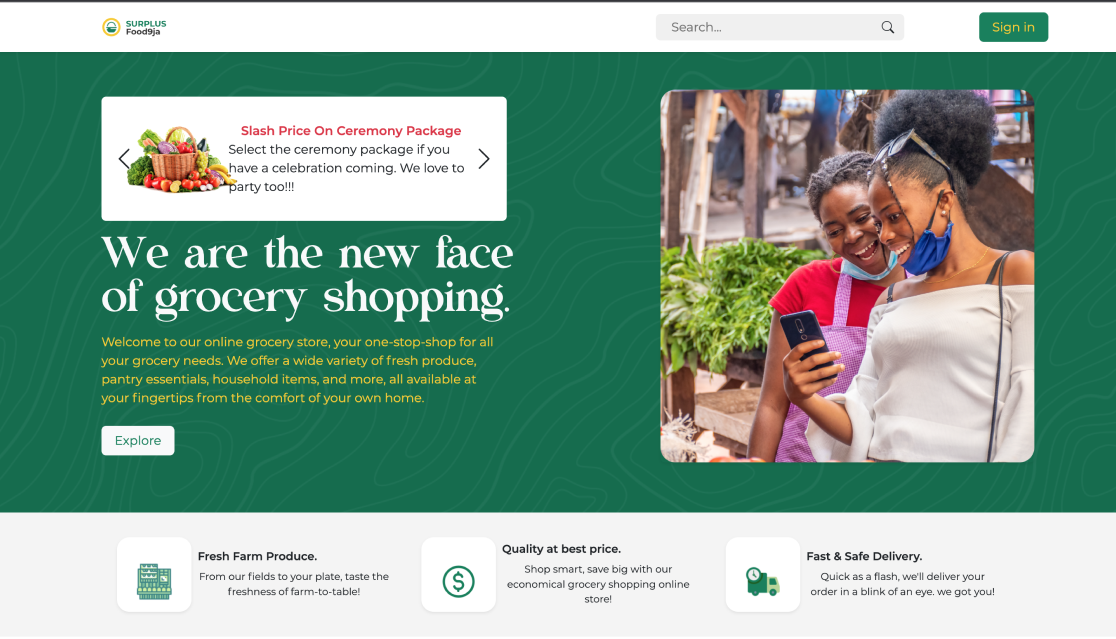 SURPLUS
Food9ja
Search...
Sign in
Slash Price On Ceremony Package
Select the ceremony package if you
have a celebration coming. We love to
party too!!!
We are the new face
of grocery shopping.
Welcome to our online grocery store, your one-stop-shop for all
your grocery needs. We offer a wide variety of fresh produce,
pantry essentials, household items, and more, all available at
your fingertips from the comfort of your own home.
Explore
Fresh Farm Produce.
From our fields to your plate, taste the
freshness of farm-to-table!
Quality at best price.
Shop smart, save big with our
economical grocery shopping online
store!
Fast & Safe Delivery.
Quick as a flash, we'll deliver your
order in a blink of an eye. we got you!